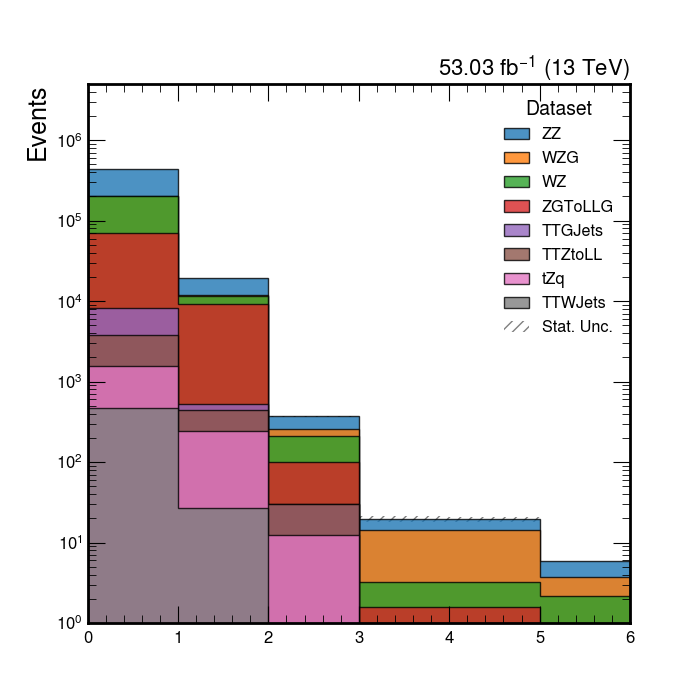 53.03 fb⁻¹ (13 TeV)
Events
Dataset
ZZ
WZG
WZ
ZGToLLG
TTGJets
TTZtoLL
tZq
TTWJets
Stat. Unc.
10⁶
10⁵
10⁴
10³
10²
10¹
10⁰
0 1 2 3 4 5 6